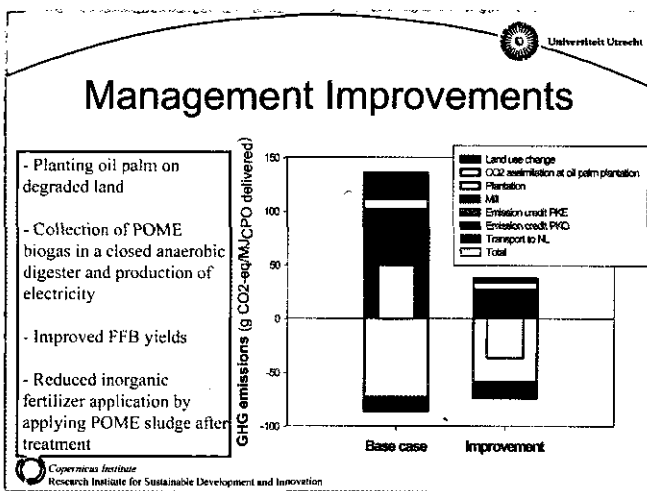 Universiteit Utrecht
Management Improvements
- Planting oil palm on
degraded land
- Collection of POME
biogas in a closed anaerobic
digester and production of
electricity
- Improved FFB yields
- Reduced inorganic
fertilizer application by
applying POME sludge after
treatment
GHG emissions (g CO2-eq/MJCPO delivered)
150
100
50
0
-50
-100
Base case
Improvement
Land use change
CO2 assimilation at oil palm plantation
Plantation
Mill
Emission credit PKE
Emission credit PKO
Transport to NL
Total
Copernicus Institute
Research Institute for Sustainable Development and Innovation